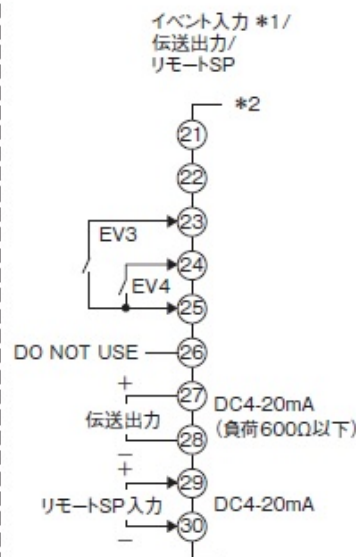 イベント入力 *1/
伝送出力/
リモートSP
*2
21
22
23
EV3
24
EV4
25
DO NOT USE
26
+
27
DC4-20mA
伝送出力
(負荷600Ω以下)
28
−
+
29
リモートSP入力
DC4-20mA
30
−